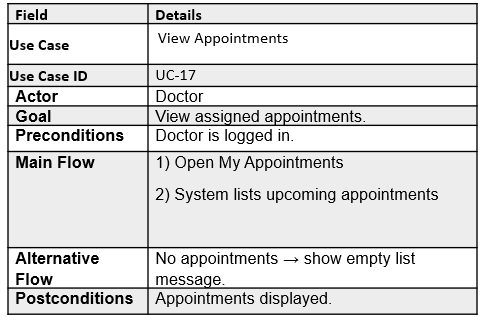 Field Details
Use Case View Appointments
Use Case ID UC-17
Actor Doctor
Goal View assigned appointments.
Preconditions Doctor is logged in.
Main Flow 1) Open My Appointments
2) System lists upcoming appointments
Alternative Flow No appointments → show empty list message.
Postconditions Appointments displayed.